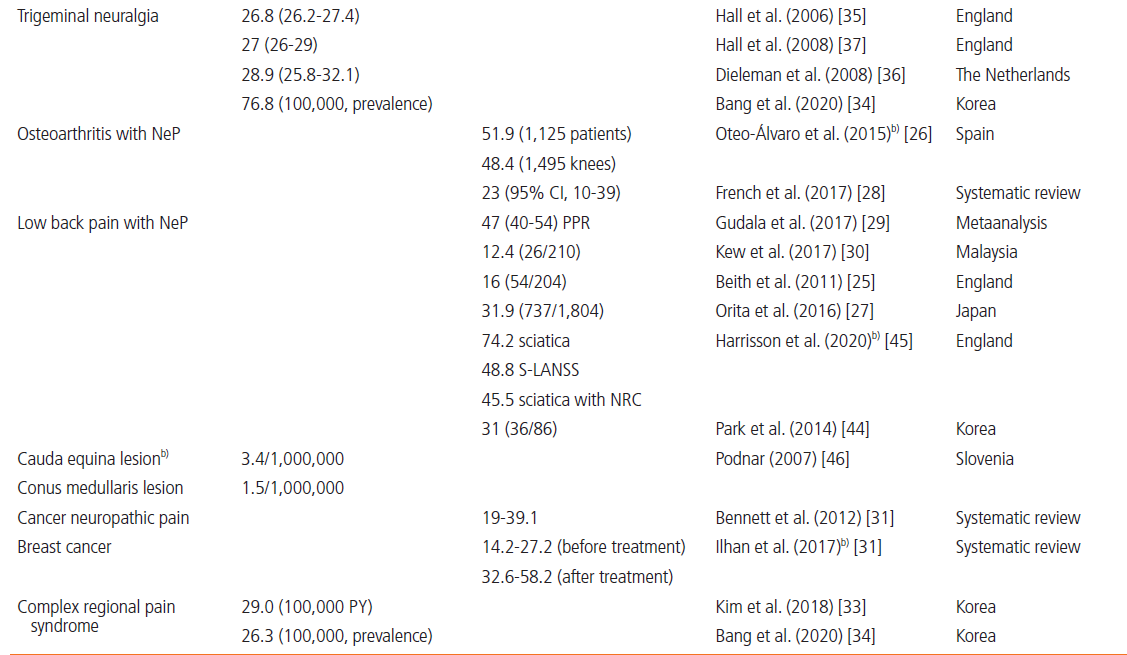 Trigeminal neuralgia 26.8 (26.2-27.4) Hall et al. (2006) [35] England
27 (26-29) Hall et al. (2008) [37] England
28.9 (25.8-32.1) Dieleman et al. (2008) [36] The Netherlands
76.8 (100,000, prevalence) Bang et al. (2020) [34] Korea
Osteoarthritis with NeP 51.9 (1,125 patients) Oteo-Álvaro et al. (2015)b) [26] Spain
48.4 (1,495 knees)
23 (95% CI, 10-39) French et al. (2017) [28] Systematic review
Low back pain with NeP 47 (40-54) PPR Gudala et al. (2017) [29] Metaanalysis
12.4 (26/210) Kew et al. (2017) [30] Malaysia
16 (54/204) Beith et al. (2011) [25] England
31.9 (737/1,804) Orita et al. (2016) [27] Japan
74.2 sciatica Harrisson et al. (2020)b) [45] England
48.8 S-LANSS
45.5 sciatica with NRC
31 (36/86) Park et al. (2014) [44] Korea
Cauda equina lesionb) 3.4/1,000,000 Podnar (2007) [46] Slovenia
Conus medullaris lesion 1.5/1,000,000
Cancer neuropathic pain 19-39.1 Bennett et al. (2012) [31] Systematic review
Breast cancer 14.2-27.2 (before treatment) Ilhan et al. (2017)b) [31] Systematic review
32.6-58.2 (after treatment)
Complex regional pain 29.0 (100,000 PY) Kim et al. (2018) [33] Korea
syndrome
26.3 (100,000, prevalence) Bang et al. (2020) [34] Korea